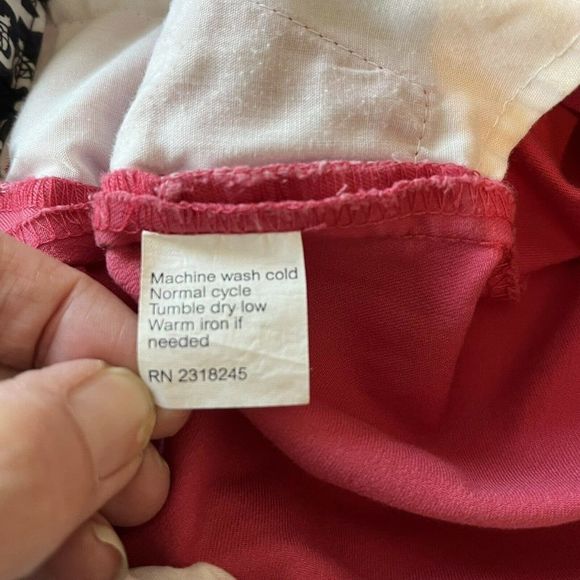 Machine wash cold
Normal cycle
Tumble dry low
Warm iron if
needed
RN 2318245